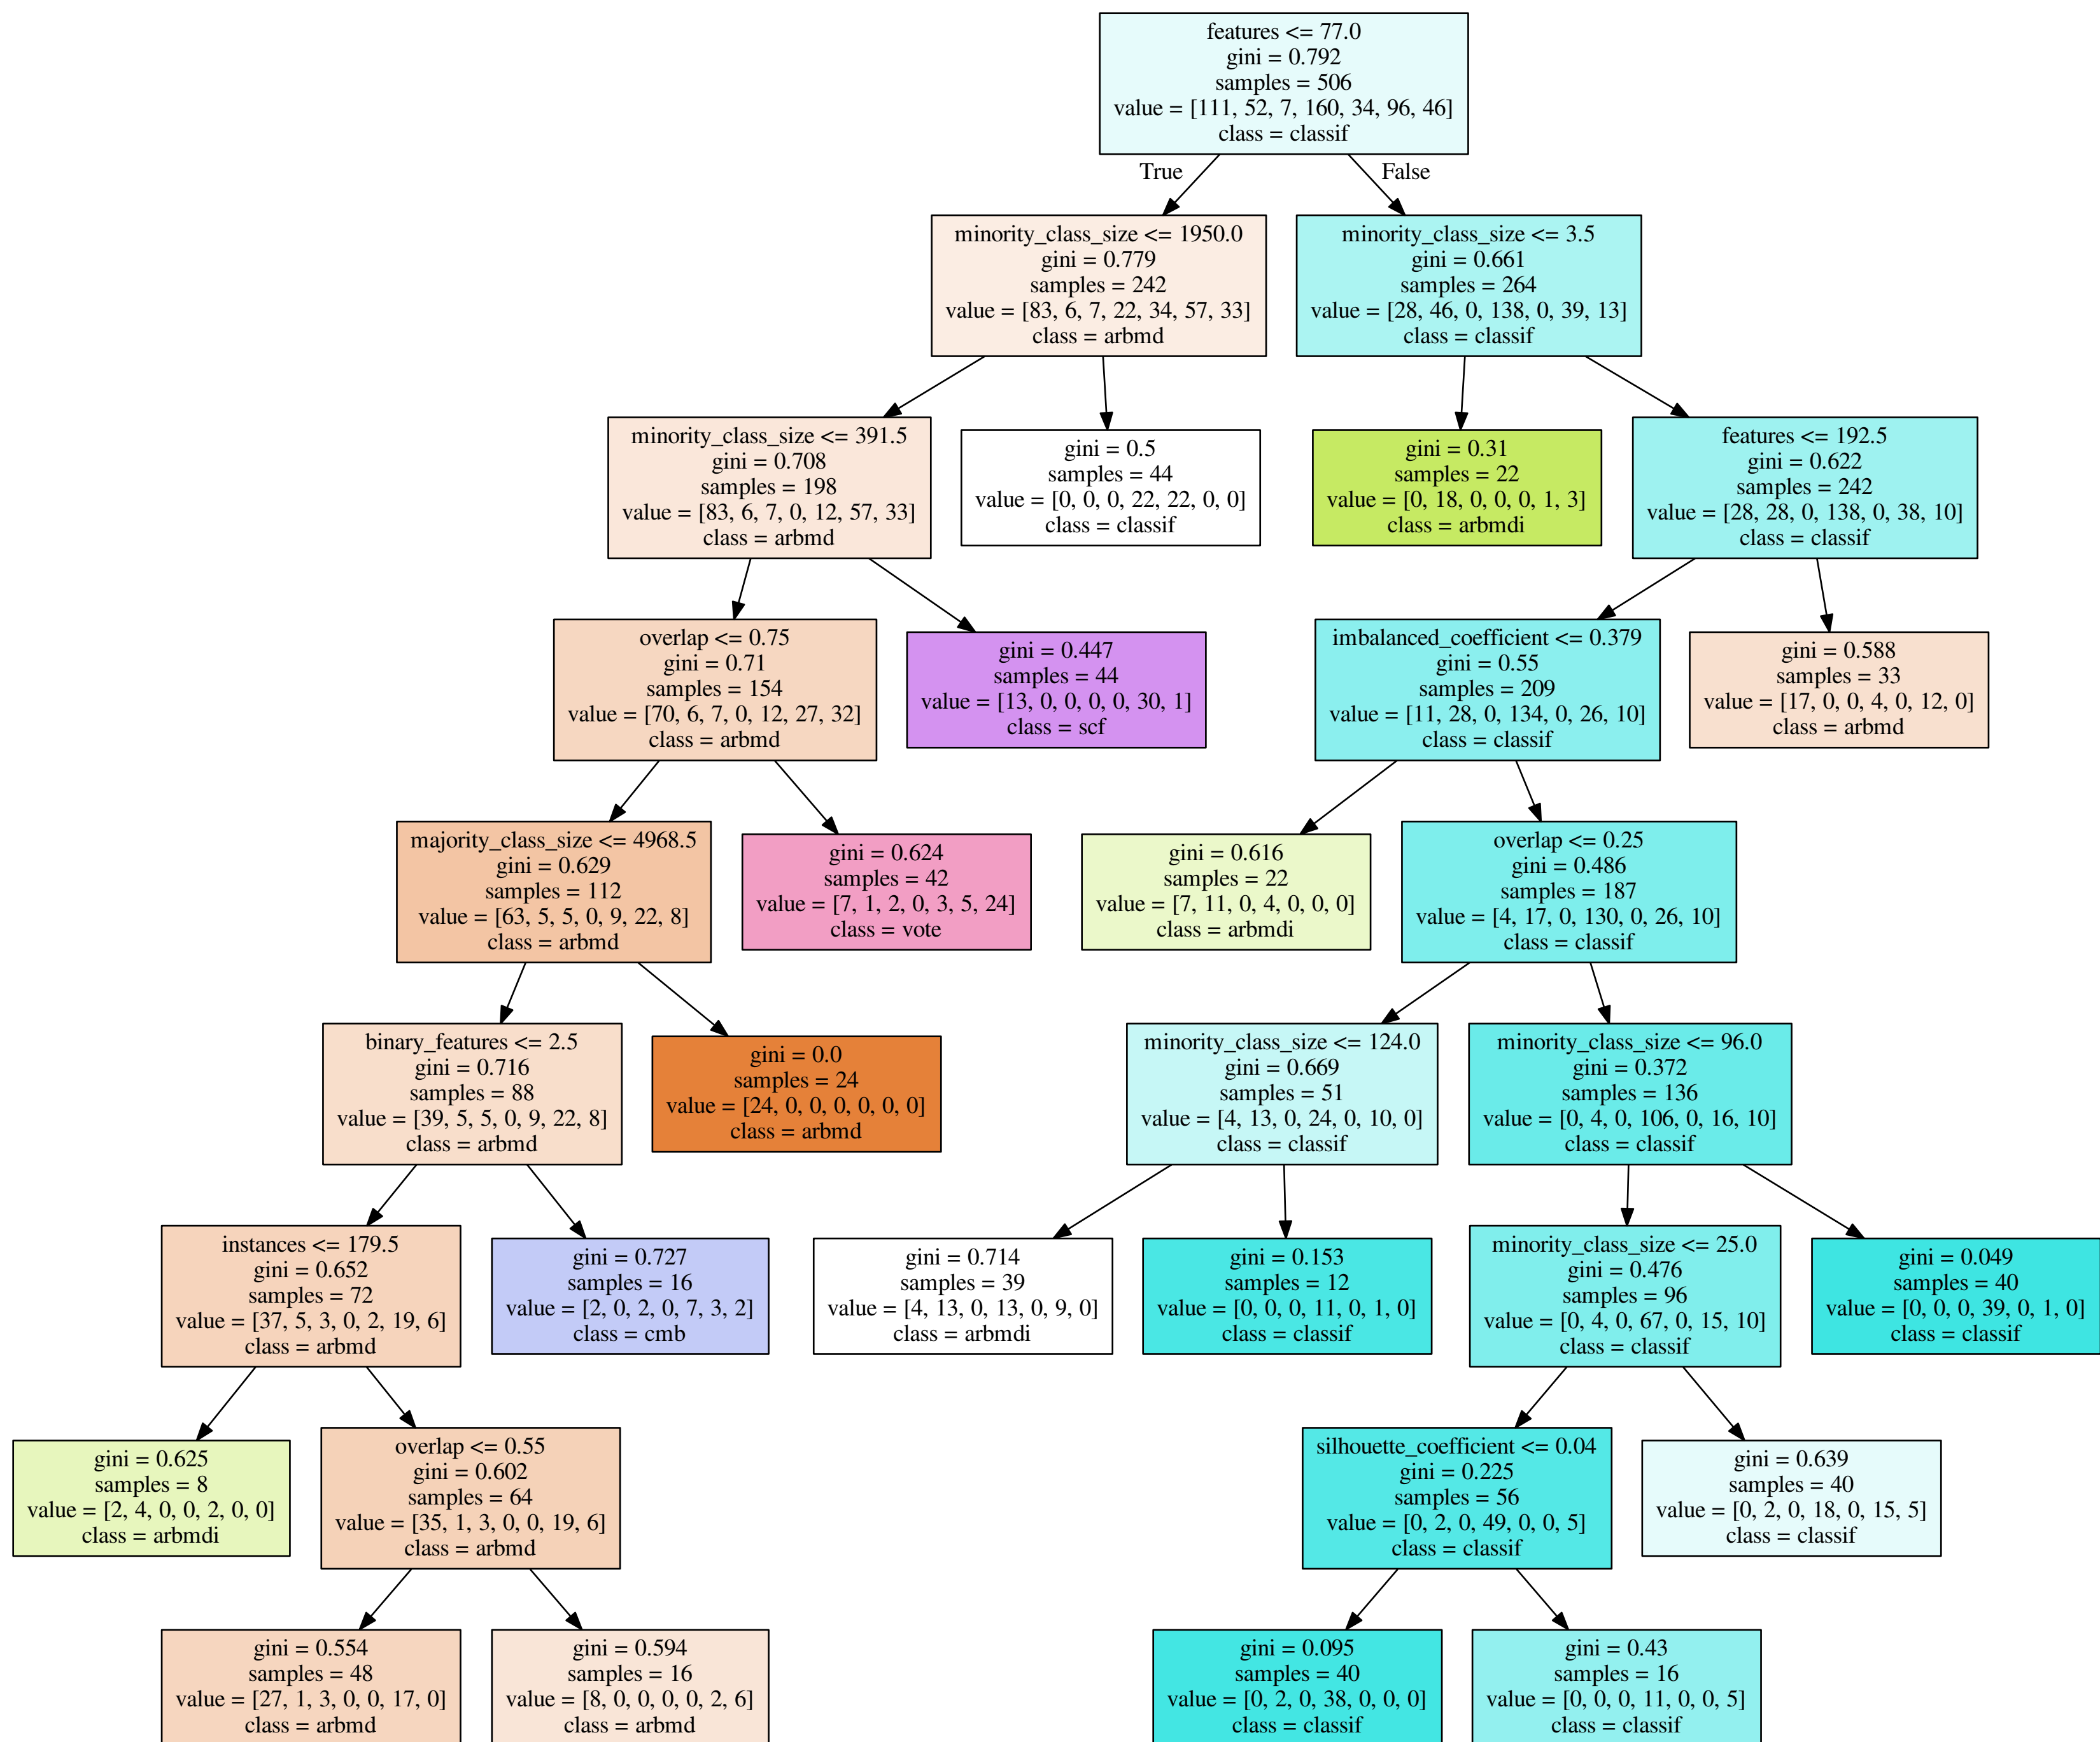 features <= 77.0
gini = 0.792
samples = 506
value = [111, 52, 7, 160, 34, 96, 46]
class = classif
True
False
minority_class_size <= 1950.0
gini = 0.779
samples = 242
value = [83, 6, 7, 22, 34, 57, 33]
class = arbmd
minority_class_size <= 3.5
gini = 0.661
samples = 264
value = [28, 46, 0, 138, 0, 39, 13]
class = classif
minority_class_size <= 391.5
gini = 0.708
samples = 198
value = [83, 6, 7, 0, 12, 57, 33]
class = arbmd
gini = 0.5
samples = 44
value = [0, 0, 0, 22, 22, 0, 0]
class = classif
gini = 0.31
samples = 22
value = [0, 18, 0, 0, 0, 1, 3]
class = arbmdi
features <= 192.5
gini = 0.622
samples = 242
value = [28, 28, 0, 138, 0, 38, 10]
class = classif
overlap <= 0.75
gini = 0.71
samples = 154
value = [70, 6, 7, 0, 12, 27, 32]
class = arbmd
gini = 0.447
samples = 44
value = [13, 0, 0, 0, 0, 30, 1]
class = scf
imbalanced_coefficient <= 0.379
gini = 0.55
samples = 209
value = [11, 28, 0, 134, 0, 26, 10]
class = classif
gini = 0.588
samples = 33
value = [17, 0, 0, 4, 0, 12, 0]
class = arbmd
majority_class_size <= 4968.5
gini = 0.629
samples = 112
value = [63, 5, 5, 0, 9, 22, 8]
class = arbmd
gini = 0.624
samples = 42
value = [7, 1, 2, 0, 3, 5, 24]
class = vote
gini = 0.616
samples = 22
value = [7, 11, 0, 4, 0, 0, 0]
class = arbmdi
overlap <= 0.25
gini = 0.486
samples = 187
value = [4, 17, 0, 130, 0, 26, 10]
class = classif
binary_features <= 2.5
gini = 0.716
samples = 88
value = [39, 5, 5, 0, 9, 22, 8]
class = arbmd
gini = 0.0
samples = 24
value = [24, 0, 0, 0, 0, 0, 0]
class = arbmd
minority_class_size <= 124.0
gini = 0.669
samples = 51
value = [4, 13, 0, 24, 0, 10, 0]
class = classif
minority_class_size <= 96.0
gini = 0.372
samples = 136
value = [0, 4, 0, 106, 0, 16, 10]
class = classif
instances <= 179.5
gini = 0.652
samples = 72
value = [37, 5, 3, 0, 2, 19, 6]
class = arbmd
gini = 0.727
samples = 16
value = [2, 0, 2, 0, 7, 3, 2]
class = cmb
gini = 0.714
samples = 39
value = [4, 13, 0, 13, 0, 9, 0]
class = arbmdi
gini = 0.153
samples = 12
value = [0, 0, 0, 11, 0, 1, 0]
class = classif
minority_class_size <= 25.0
gini = 0.476
samples = 96
value = [0, 4, 0, 67, 0, 15, 10]
class = classif
gini = 0.049
samples = 40
value = [0, 0, 0, 39, 0, 1, 0]
class = classif
gini = 0.625
samples = 8
value = [2, 4, 0, 0, 2, 0, 0]
class = arbmdi
overlap <= 0.55
gini = 0.602
samples = 64
value = [35, 1, 3, 0, 0, 19, 6]
class = arbmd
silhouette_coefficient <= 0.04
gini = 0.225
samples = 56
value = [0, 2, 0, 49, 0, 0, 5]
class = classif
gini = 0.639
samples = 40
value = [0, 2, 0, 18, 0, 15, 5]
class = classif
gini = 0.554
samples = 48
value = [27, 1, 3, 0, 0, 17, 0]
class = arbmd
gini = 0.594
samples = 16
value = [8, 0, 0, 0, 0, 2, 6]
class = arbmd
gini = 0.095
samples = 40
value = [0, 2, 0, 38, 0, 0, 0]
class = classif
gini = 0.43
samples = 16
value = [0, 0, 0, 11, 0, 0, 5]
class = classif